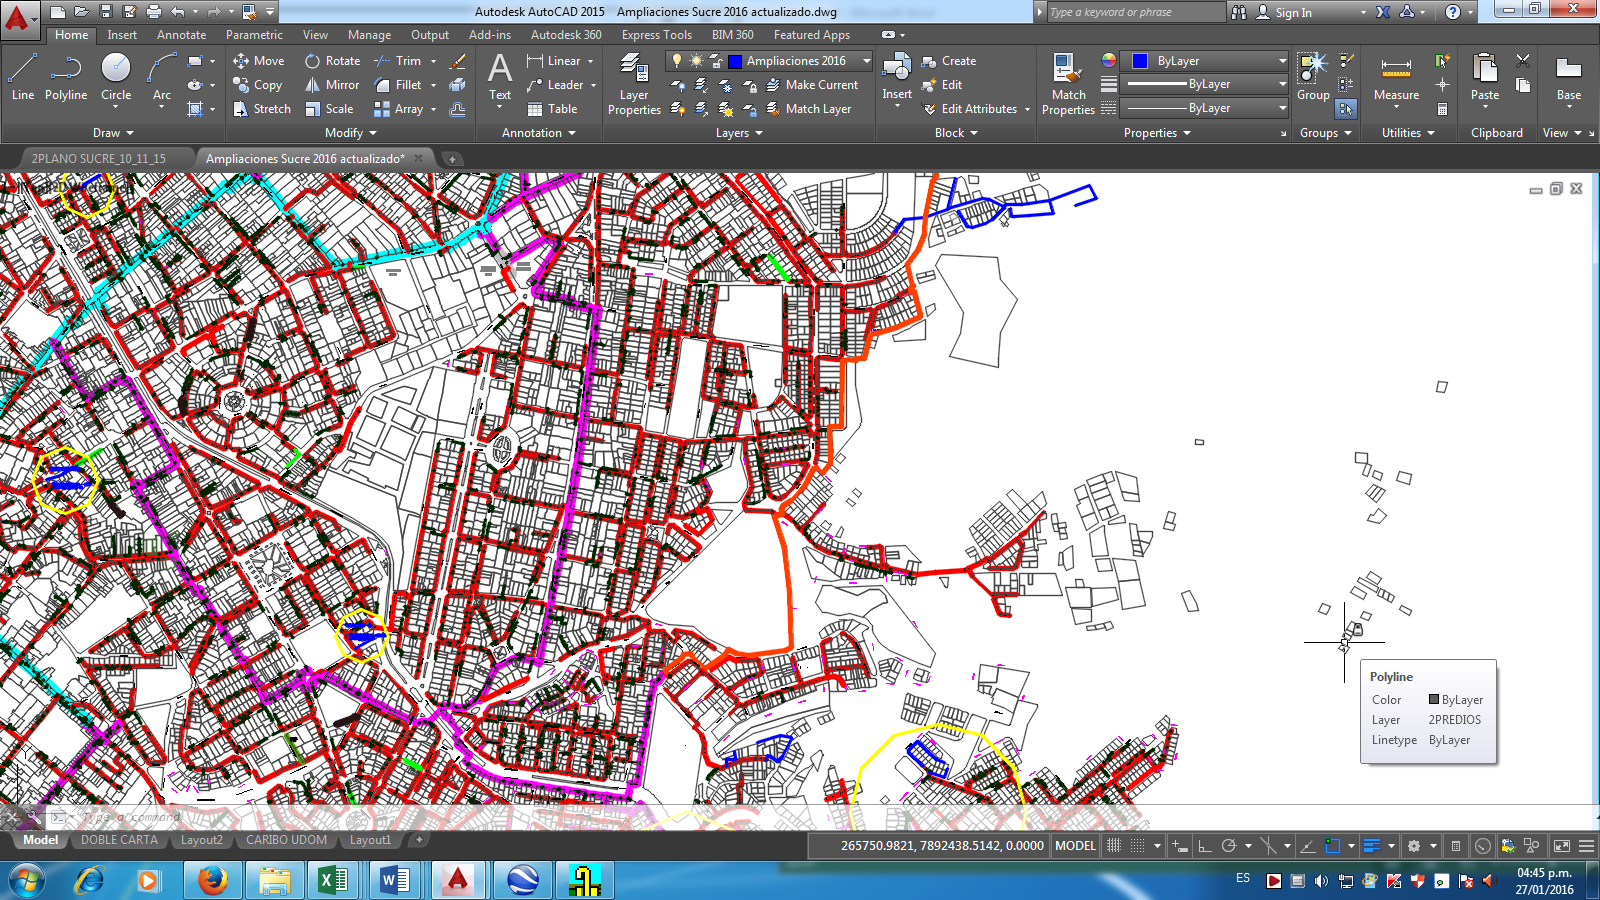 Autodesk AutoCAD 2015    Ampliaciones Sucre 2016 actualizado.dwg
Type a keyword or phrase
Sign In
Home Insert Annotate Parametric View Manage Output Add-ins Autodesk 360 Express Tools BIM 360 Featured Apps
Line Polyline Circle Arc
Move Rotate Trim
Copy Mirror Fillet
Stretch Scale Array
Text
Linear
Leader
Table
Layer Properties
Ampliaciones 2016
Make Current
Match Layer
Insert
Create
Edit
Edit Attributes
Match Properties
ByLayer
ByLayer
ByLayer
Group
Measure
Paste
Base
Draw Modify Annotation Layers Block Properties Groups Utilities Clipboard View
2PLANO SUCRE_10_11_15 Ampliaciones Sucre 2016 actualizado*
Polyline
Color ByLayer
Layer 2PREDIOS
Linetype ByLayer
Type a command
Model DOBLE CARTA Layout2 CARIBO UDOM Layout1
265750.9821, 7892438.5142, 0.0000 MODEL
ES
04:45 p.m.
27/01/2016